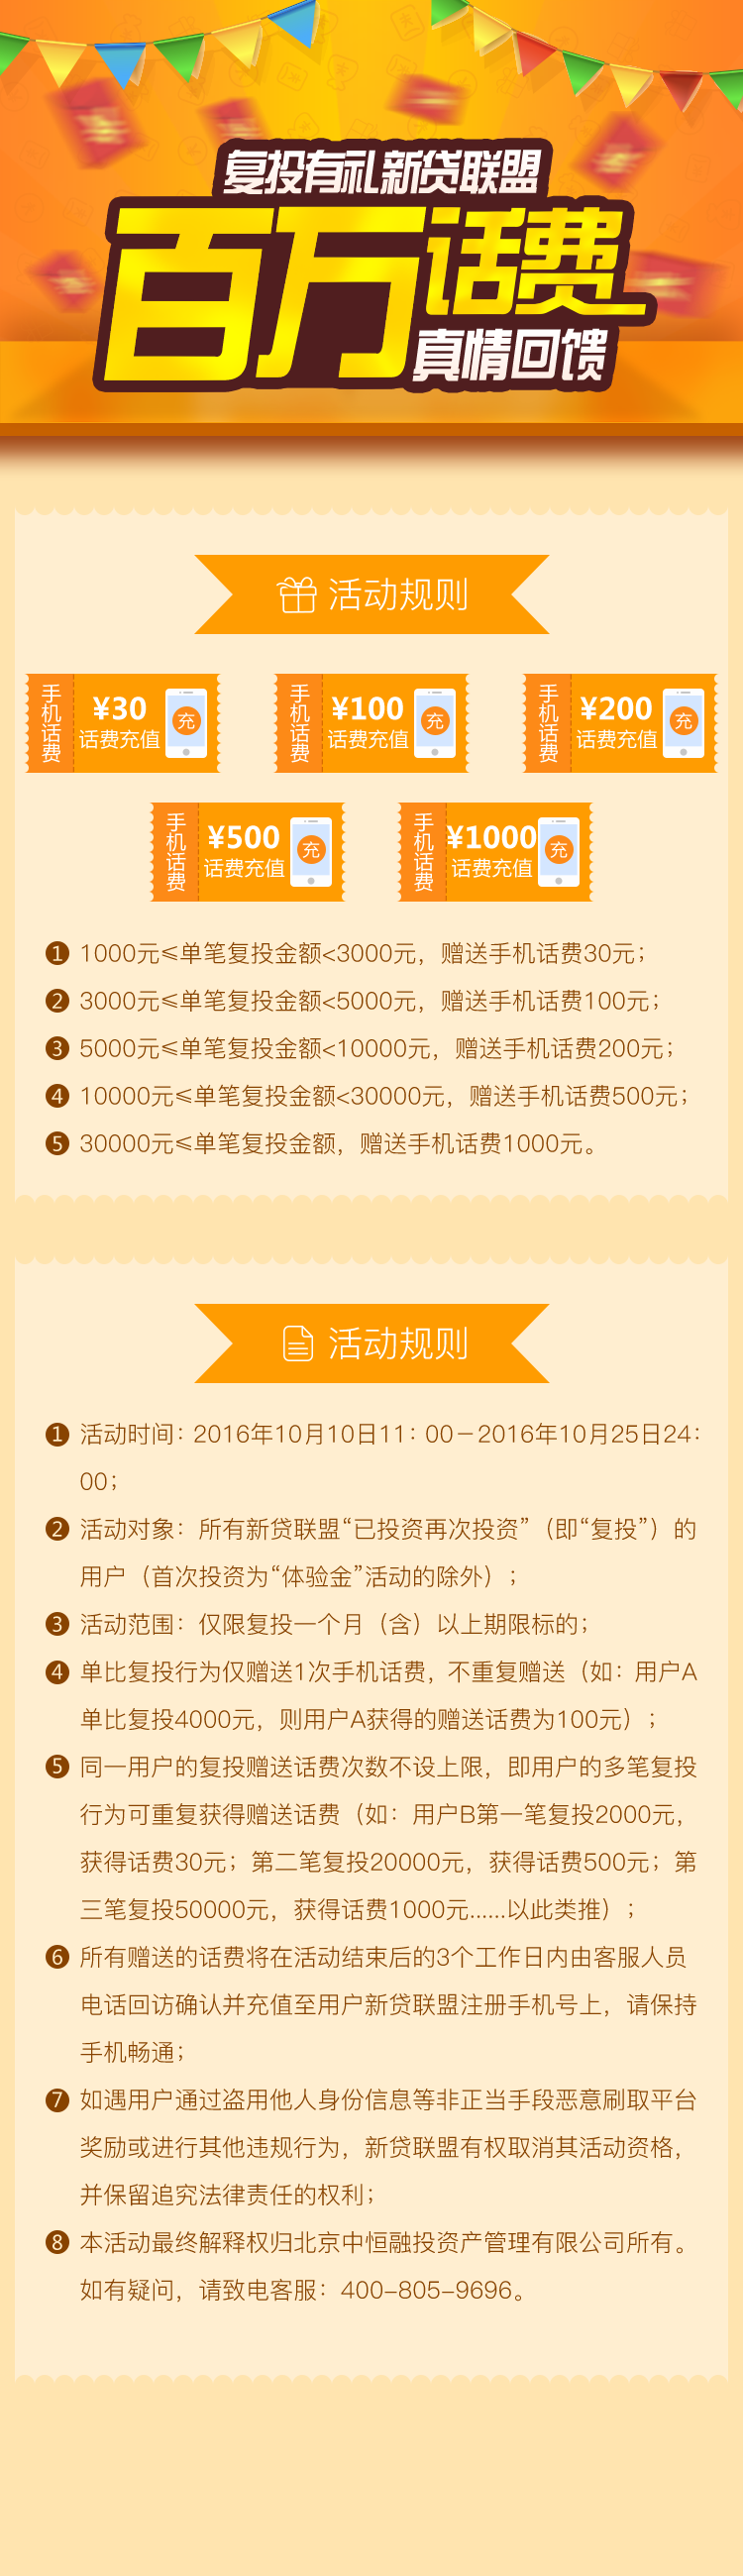 复投有礼新贷联盟
百万话费
真情回馈
活动规则
手机话费 ¥30 话费充值 充
手机话费 ¥100 话费充值 充
手机话费 ¥200 话费充值 充
手机话费 ¥500 话费充值 充
手机话费 ¥1000 话费充值 充
1 1000元≤单笔复投金额<3000元，赠送手机话费30元；
2 3000元≤单笔复投金额<5000元，赠送手机话费100元；
3 5000元≤单笔复投金额<10000元，赠送手机话费200元；
4 10000元≤单笔复投金额<30000元，赠送手机话费500元；
5 30000元≤单笔复投金额，赠送手机话费1000元。
活动规则
1 活动时间：2016年10月10日11：00－2016年10月25日24：
00；
2 活动对象：所有新贷联盟“已投资再次投资”（即“复投”）的
用户（首次投资为“体验金”活动的除外）；
3 活动范围：仅限复投一个月（含）以上期限标的；
4 单比复投行为仅赠送1次手机话费，不重复赠送（如：用户A
单比复投4000元，则用户A获得的赠送话费为100元）；
5 同一用户的复投赠送话费次数不设上限，即用户的多笔复投
行为可重复获得赠送话费（如：用户B第一笔复投2000元，
获得话费30元；第二笔复投20000元，获得话费500元；第
三笔复投50000元，获得话费1000元......以此类推）；
6 所有赠送的话费将在活动结束后的3个工作日内由客服人员
电话回访确认并充值至用户新贷联盟注册手机号上，请保持
手机畅通；
7 如遇用户通过盗用他人身份信息等非正当手段恶意刷取平台
奖励或进行其他违规行为，新贷联盟有权取消其活动资格，
并保留追究法律责任的权利；
8 本活动最终解释权归北京中恒融投资产管理有限公司所有。
如有疑问，请致电客服：400-805-9696。